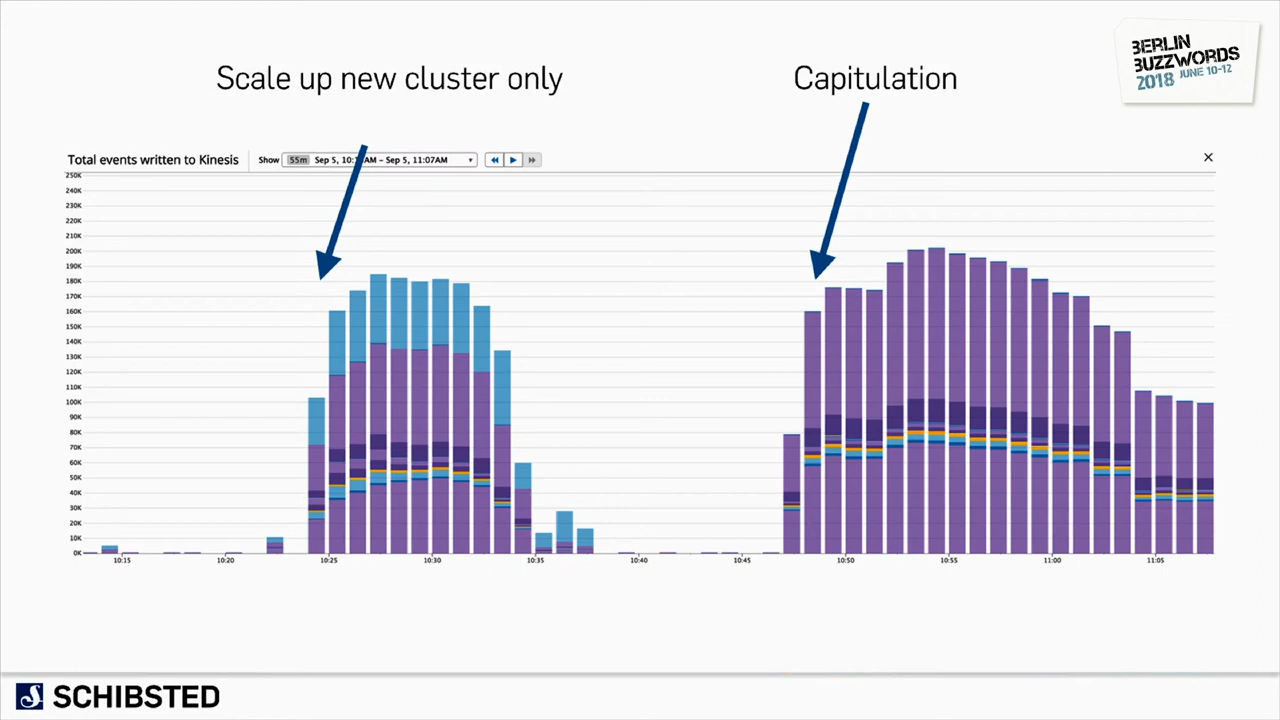 BERLIN
BUZZWORDS
2018 JUNE 10-12
Scale up new cluster only
Capitulation
Total events written to Kinesis
Show 55m Sep 5, 10: AM – Sep 5, 11:07AM
250K
240K
230K
220K
210K
200K
190K
180K
170K
160K
150K
140K
130K
120K
110K
100K
90K
80K
70K
60K
50K
40K
30K
20K
10K
0K
10:15 10:20 10:25 10:30 10:35 10:40 10:45 10:50 10:55 11:00 11:05
SCHIBSTED